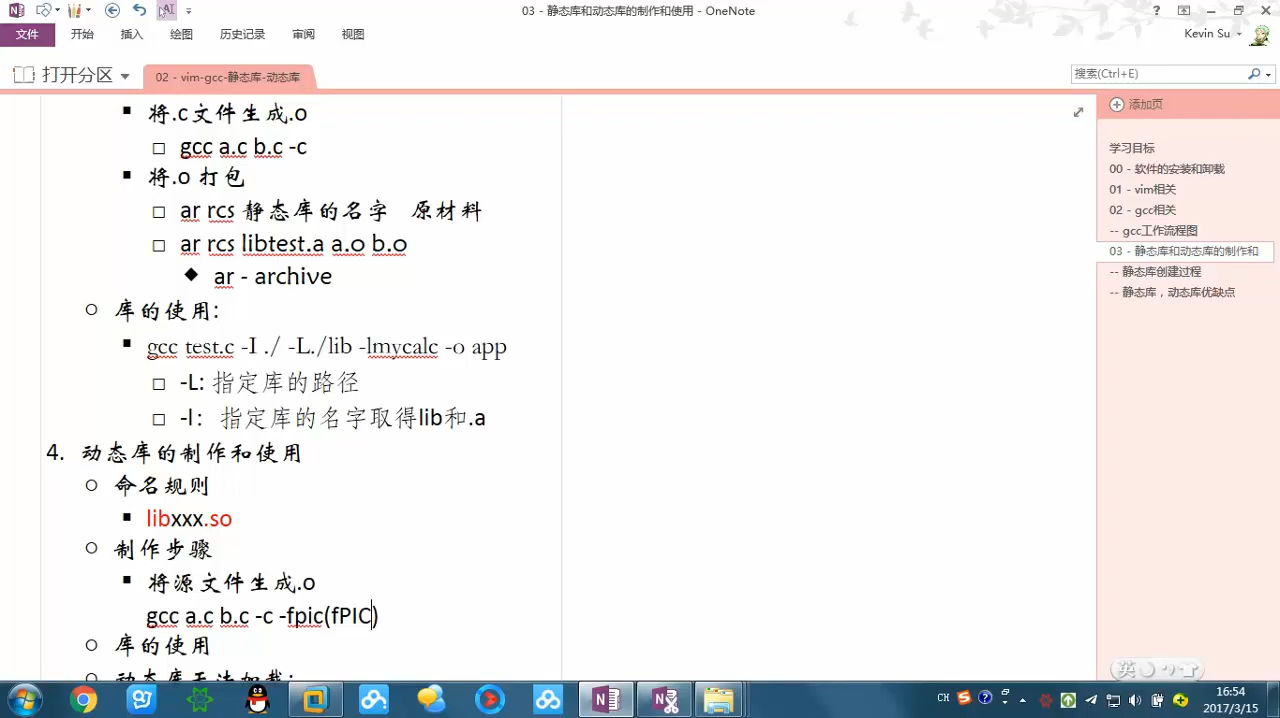 03 - 静态库和动态库的制作和使用 - OneNote
文件 开始 插入 绘图 历史记录 审阅 视图
Kevin Su
打开分区
02 - vim-gcc-静态库-动态库
搜索(Ctrl+E)
将.c文件生成.o
gcc a.c b.c -c
将.o 打包
ar rcs 静态库的名字 原材料
ar rcs libtest.a a.o b.o
ar - archive
库的使用:
gcc test.c -I ./ -L./lib -lmycalc -o app
-L: 指定库的路径
-l: 指定库的名字取得lib和.a
4. 动态库的制作和使用
命名规则
libxxx.so
制作步骤
将源文件生成.o
gcc a.c b.c -c -fpic(fPIC)
库的使用
动态库无法加载:
添加页
学习目标
00 - 软件的安装和卸载
01 - vim相关
02 - gcc相关
-- gcc工作流程图
03 - 静态库和动态库的制作和
-- 静态库创建过程
-- 静态库，动态库优缺点
英
CH
16:54
2017/3/15